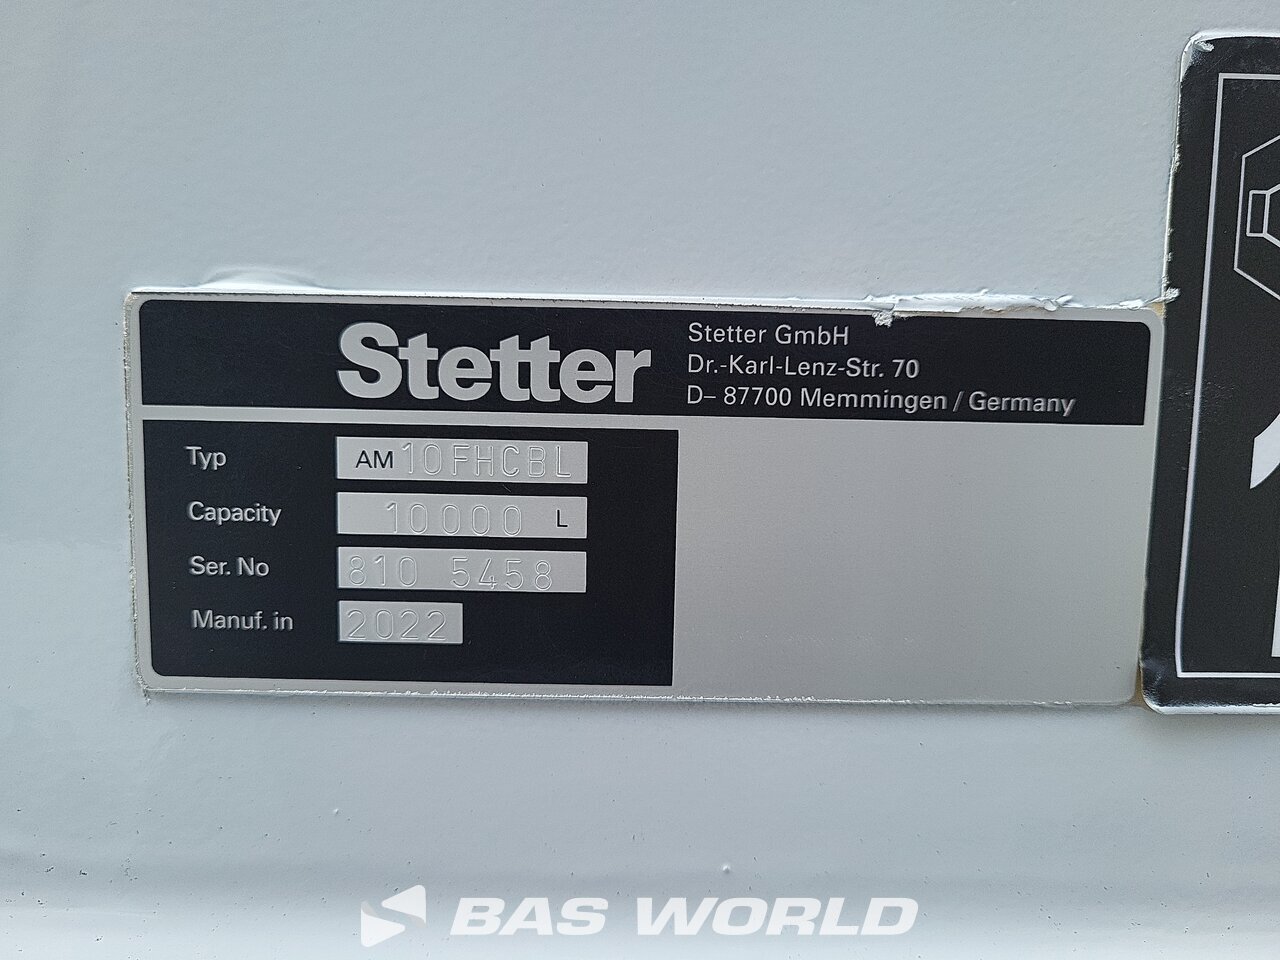 Stetter
Stetter GmbH
Dr.-Karl-Lenz-Str. 70
D– 87700 Memmingen / Germany
Typ AM 10FHCBL
Capacity 10000 L
Ser. No 810 5458
Manuf. in 2022
BAS WORLD